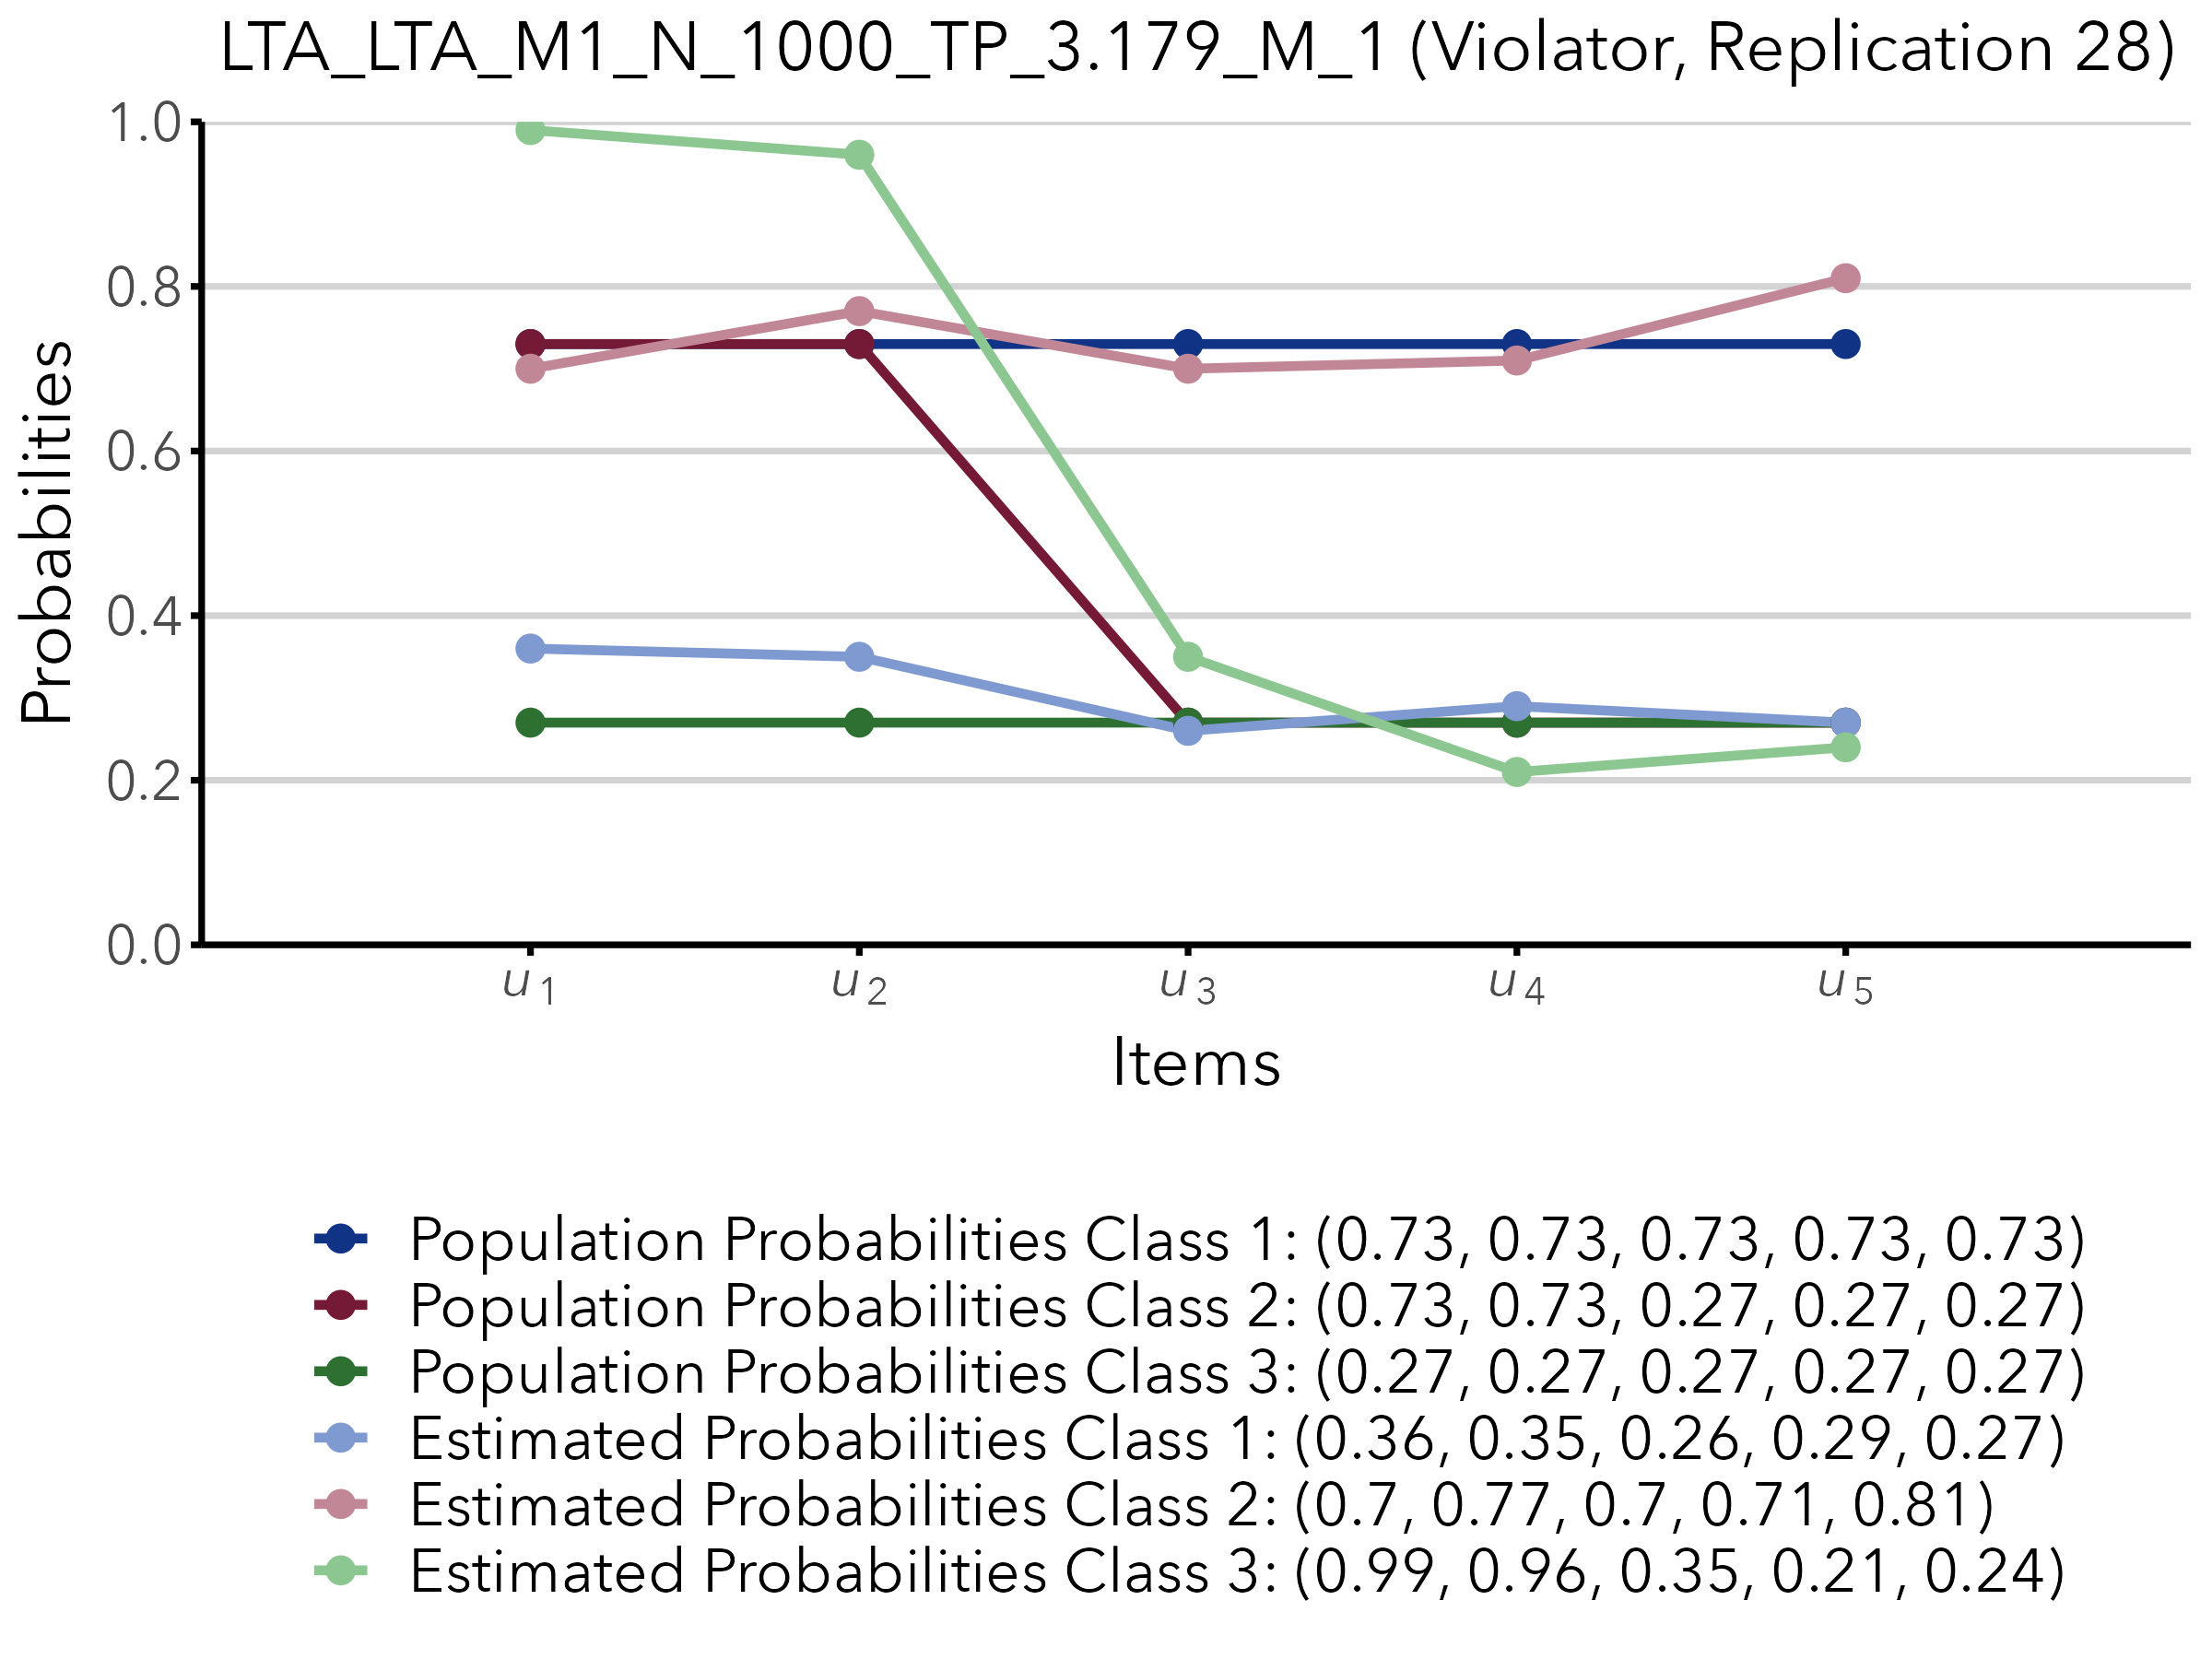 LTA_LTA_M1_N_1000_TP_3.179_M_1 (Violator, Replication 28)
1.0
0.8
0.6
0.4
0.2
0.0
Probabilities
u1 u2 u3 u4 u5
Items
Population Probabilities Class 1: (0.73, 0.73, 0.73, 0.73, 0.73)
Population Probabilities Class 2: (0.73, 0.73, 0.27, 0.27, 0.27)
Population Probabilities Class 3: (0.27, 0.27, 0.27, 0.27, 0.27)
Estimated Probabilities Class 1: (0.36, 0.35, 0.26, 0.29, 0.27)
Estimated Probabilities Class 2: (0.7, 0.77, 0.7, 0.71, 0.81)
Estimated Probabilities Class 3: (0.99, 0.96, 0.35, 0.21, 0.24)